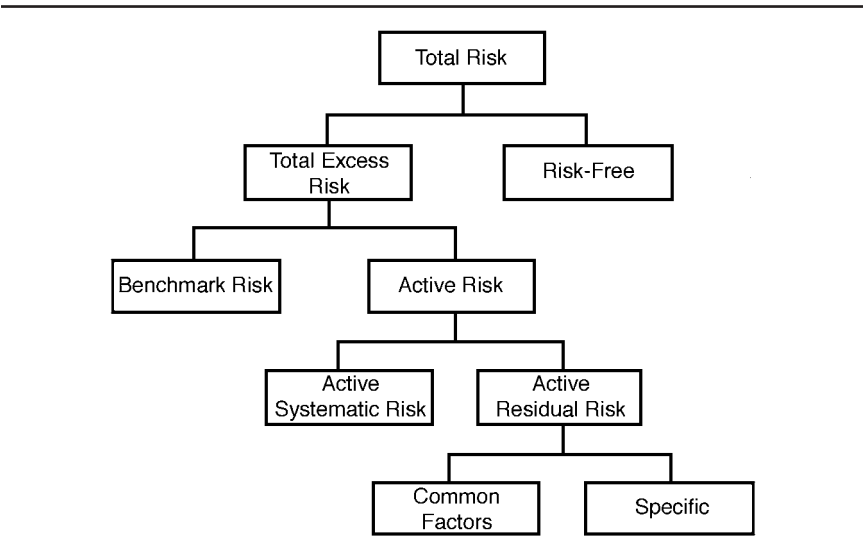 Total Risk
Total Excess
Risk
Risk-Free
Benchmark Risk
Active Risk
Active
Systematic Risk
Active
Residual Risk
Common
Factors
Specific